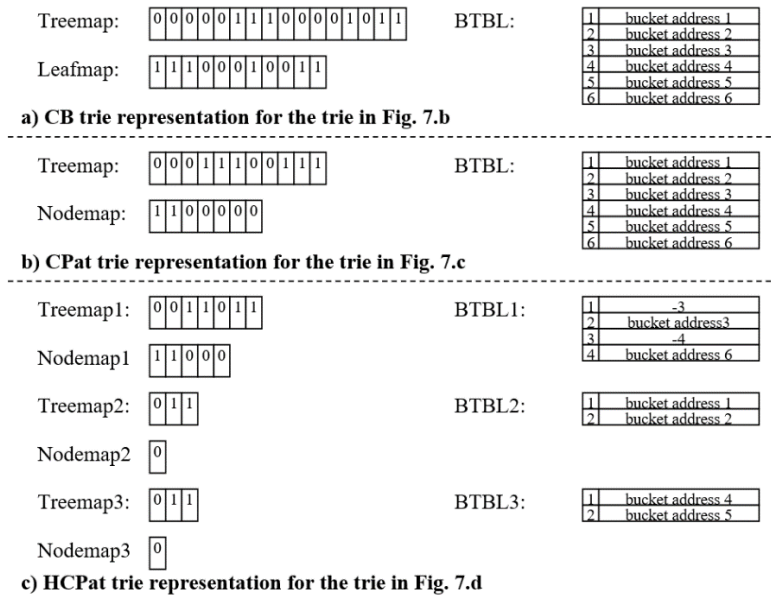 Treemap: 0 0 0 0 0 1 1 1 0 0 0 0 1 0 1 1 BTBL:
1 bucket address 1
2 bucket address 2
3 bucket address 3
4 bucket address 4
5 bucket address 5
6 bucket address 6
Leafmap: 1 1 1 0 0 0 1 0 0 1 1
a) CB trie representation for the trie in Fig. 7.b
Treemap: 0 0 0 1 1 1 0 0 1 1 1 BTBL:
1 bucket address 1
2 bucket address 2
3 bucket address 3
4 bucket address 4
5 bucket address 5
6 bucket address 6
Nodemap: 1 1 0 0 0 0 0
b) CPat trie representation for the trie in Fig. 7.c
Treemap1: 0 0 1 1 0 1 1 BTBL1:
1 -3
2 bucket address3
3 -4
4 bucket address 6
Nodemap1 1 1 0 0 0
Treemap2: 0 1 1 BTBL2:
1 bucket address 1
2 bucket address 2
Nodemap2 0
Treemap3: 0 1 1 BTBL3:
1 bucket address 4
2 bucket address 5
Nodemap3 0
c) HCPat trie representation for the trie in Fig. 7.d